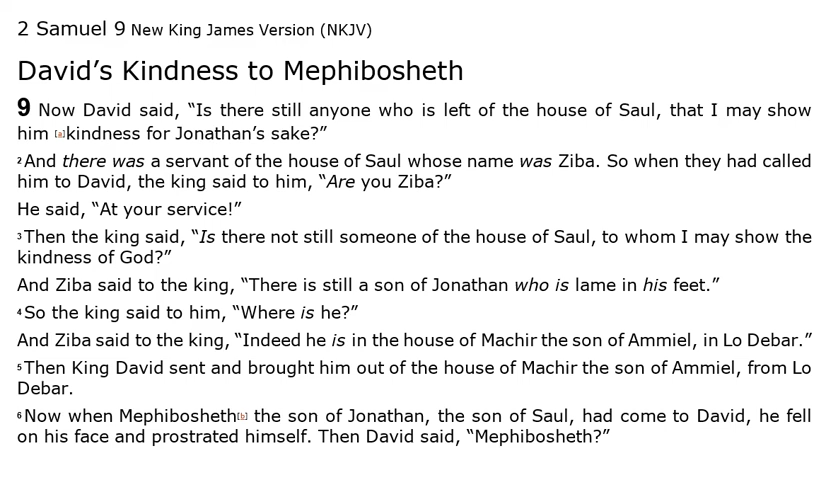 2 Samuel 9 New King James Version (NKJV)
David’s Kindness to Mephibosheth
9 Now David said, “Is there still anyone who is left of the house of Saul, that I may show
him [a]kindness for Jonathan’s sake?”
2 And there was a servant of the house of Saul whose name was Ziba. So when they had called
him to David, the king said to him, “Are you Ziba?”
He said, “At your service!”
3 Then the king said, “Is there not still someone of the house of Saul, to whom I may show the
kindness of God?”
And Ziba said to the king, “There is still a son of Jonathan who is lame in his feet.”
4 So the king said to him, “Where is he?”
And Ziba said to the king, “Indeed he is in the house of Machir the son of Ammiel, in Lo Debar.”
5 Then King David sent and brought him out of the house of Machir the son of Ammiel, from Lo
Debar.
6 Now when Mephibosheth[b] the son of Jonathan, the son of Saul, had come to David, he fell
on his face and prostrated himself. Then David said, “Mephibosheth?”